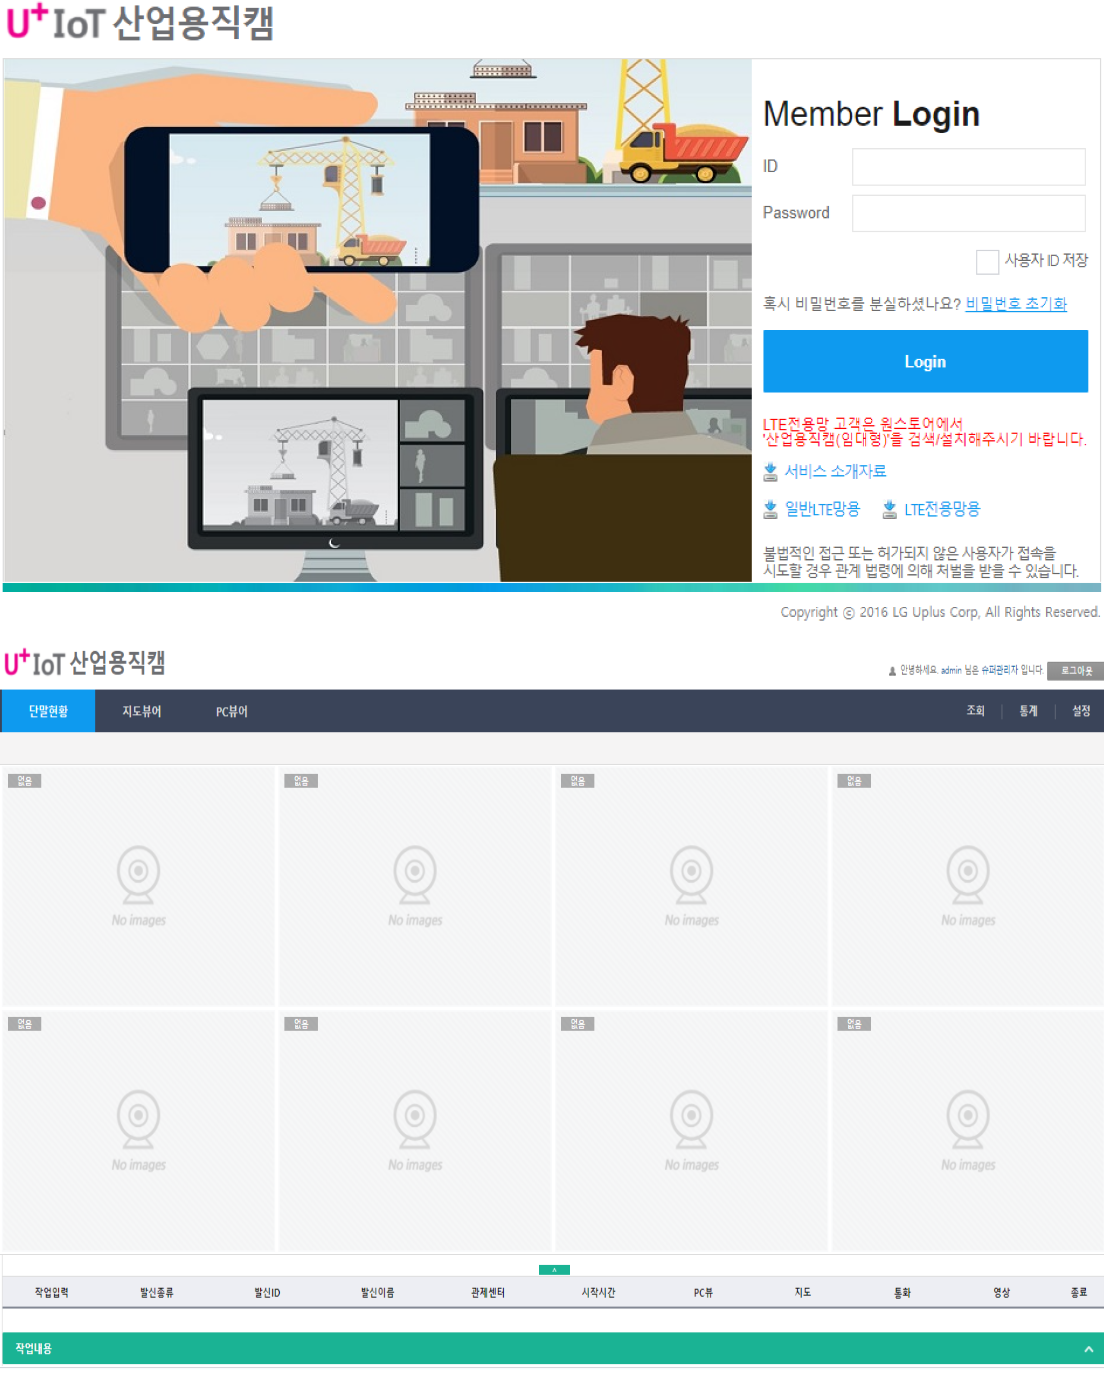 U+ IoT 산업용직캠
Member Login
ID
Password
사용자 ID 저장
혹시 비밀번호를 분실하셨나요? 비밀번호 초기화
Login
LTE전용망 고객은 원스토어에서
'산업용직캠(임대형)'을 검색/설치해주시기 바랍니다.
서비스 소개자료
일반LTE망용 LTE전용망용
불법적인 접근 또는 허가되지 않은 사용자가 접속을
시도할 경우 관계 법령에 의해 처벌을 받을 수 있습니다.
Copyright ⓒ 2016 LG Uplus Corp, All Rights Reserved.
U+ IoT 산업용직캠
안녕하세요. admin 님은 슈퍼관리자 입니다. 로그아웃
단말현황 지도뷰어 PC뷰어 조회 통계 설정
없음 없음 없음 없음
No images No images No images No images
없음 없음 없음 없음
No images No images No images No images
작업입력 발신종류 발신ID 발신이름 관제센터 시작시간 PC뷰 지도 통화 영상 종료
작업내용